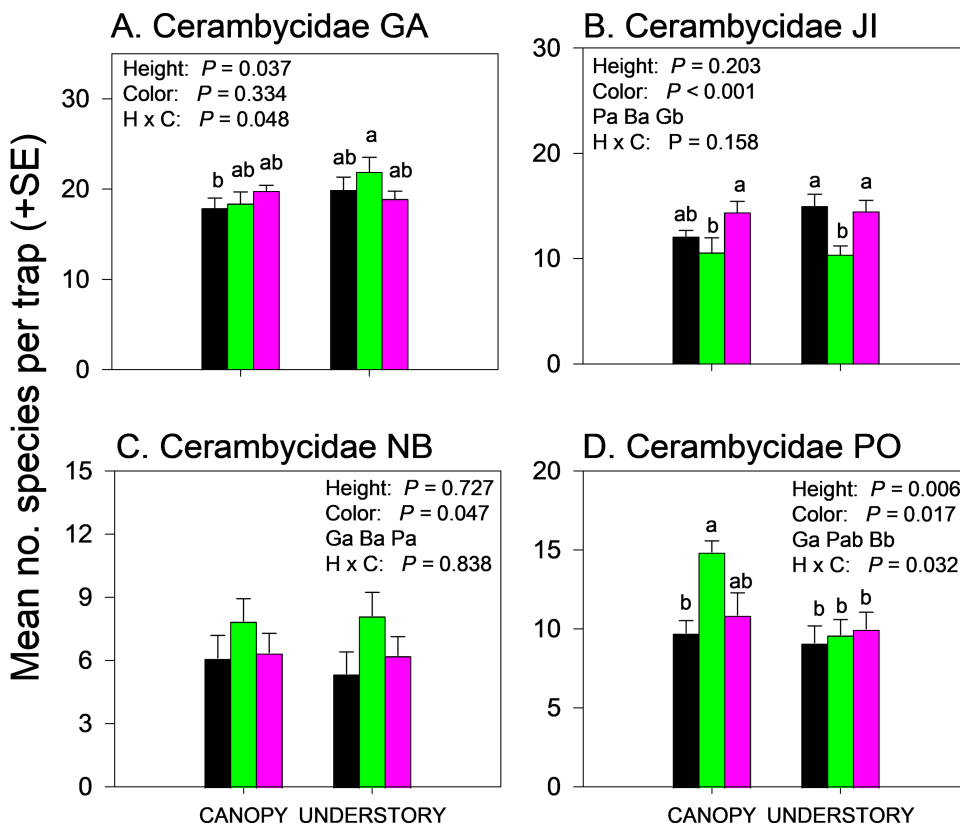 Mean no. species per trap (+SE)
A. Cerambycidae GA
Height: P = 0.037
Color: P = 0.334
H x C: P = 0.048
30
20
10
0
b ab ab
ab a ab
B. Cerambycidae JI
Height: P = 0.203
Color: P < 0.001
Pa Ba Gb
H x C: P = 0.158
30
20
10
0
ab b a
a b a
C. Cerambycidae NB
Height: P = 0.727
Color: P = 0.047
Ga Ba Pa
H x C: P = 0.838
15
12
9
6
3
0
CANOPY UNDERSTORY
D. Cerambycidae PO
Height: P = 0.006
Color: P = 0.017
Ga Pab Bb
H x C: P = 0.032
20
15
10
5
0
b a ab
b b b
CANOPY UNDERSTORY